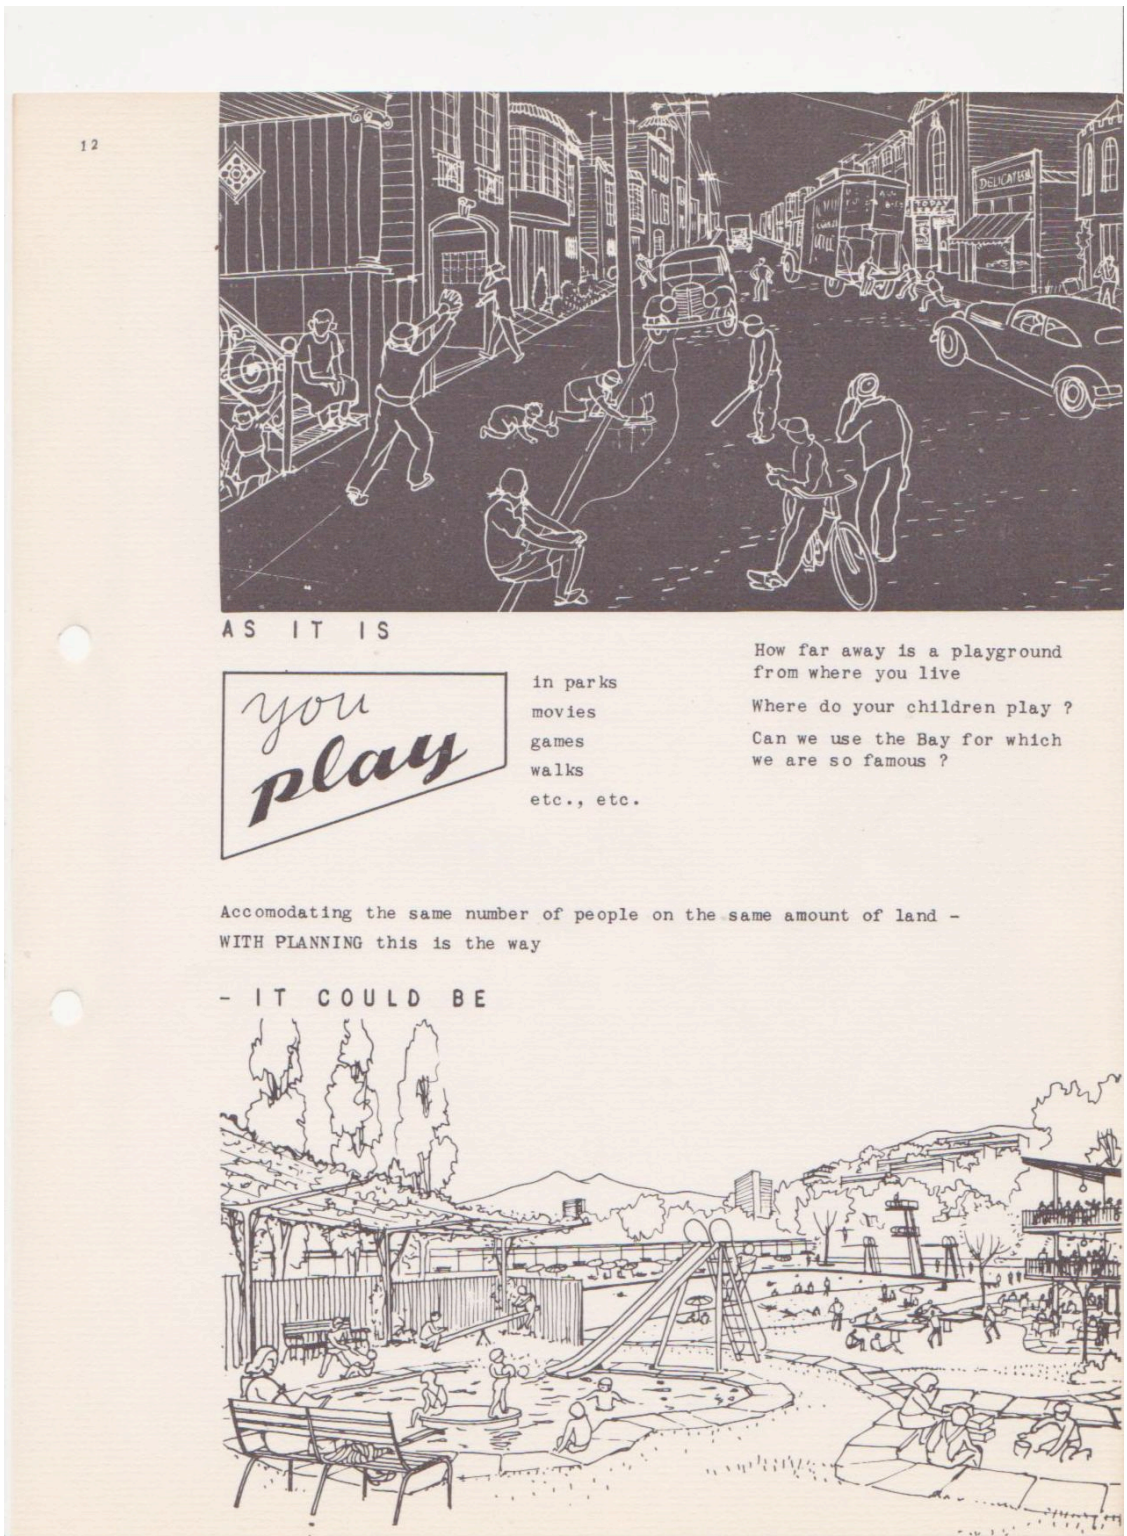 12
DELICATES
TODAY
AS IT IS
you
play
in parks
movies
games
walks
etc., etc.
How far away is a playground
from where you live
Where do your children play ?
Can we use the Bay for which
we are so famous ?
Accomodating the same number of people on the same amount of land -
WITH PLANNING this is the way
- IT COULD BE